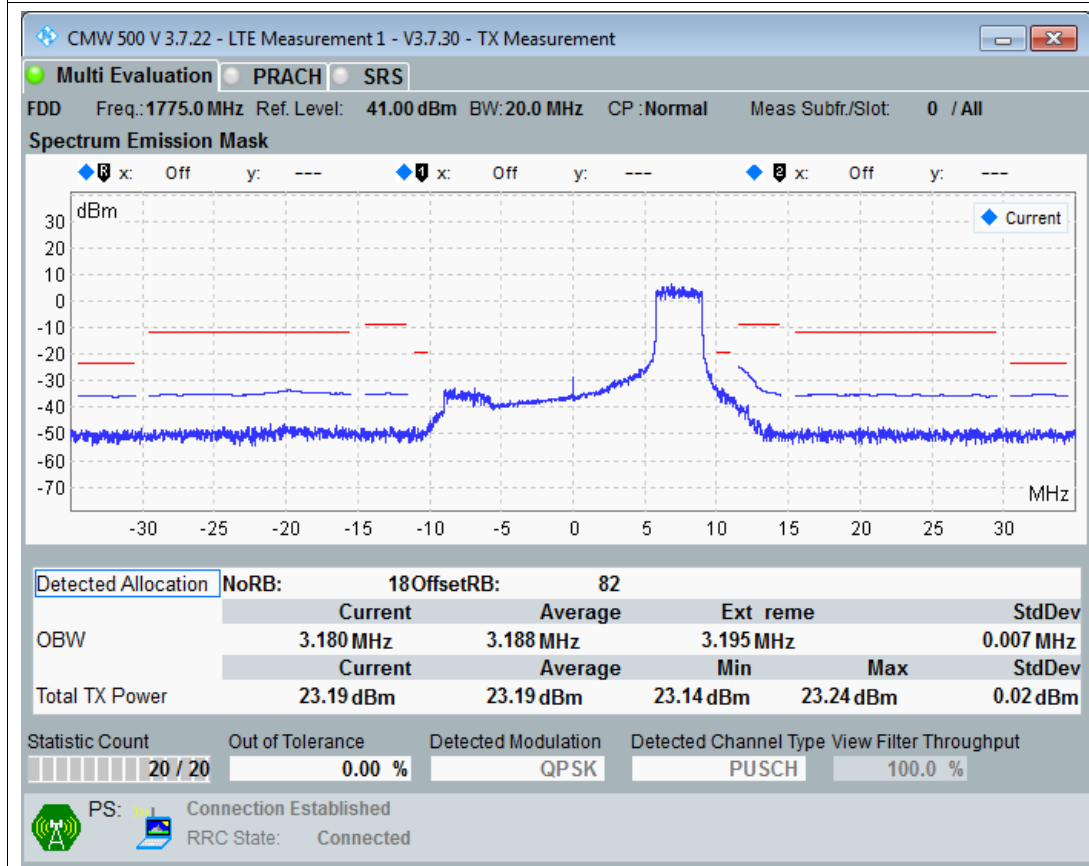 CMW 500 V 3.7.22 - LTE Measurement 1 - V3.7.30 - TX Measurement
Multi Evaluation PRACH SRS
FDD Freq.: 1775.0 MHz Ref. Level: 41.00 dBm BW: 20.0 MHz CP : Normal Meas Subfr./Slot: 0 / All
Spectrum Emission Mask
R x: Off y: --- 1 x: Off y: --- 2 x: Off y: ---
dBm
Current
30
20
10
0
-10
-20
-30
-40
-50
-60
-70
MHz
-30 -25 -20 -15 -10 -5 0 5 10 15 20 25 30
Detected Allocation NoRB: 18 OffsetRB: 82
Current Average Ext reme StdDev
OBW 3.180 MHz 3.188 MHz 3.195 MHz 0.007 MHz
Current Average Min Max StdDev
Total TX Power 23.19 dBm 23.19 dBm 23.14 dBm 23.24 dBm 0.02 dBm
Statistic Count Out of Tolerance Detected Modulation Detected Channel Type View Filter Throughput
20 / 20 0.00 % QPSK PUSCH 100.0 %
PS: Connection Established
RRC State: Connected